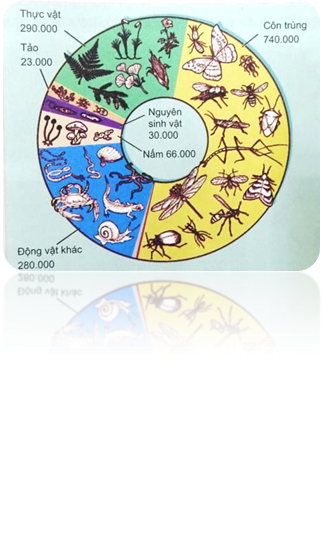 Thực vật
290.000
Tảo
23.000
Côn trùng
740.000
Nguyên
sinh vật
30.000
Nấm 66.000
Động vật khác
280.000